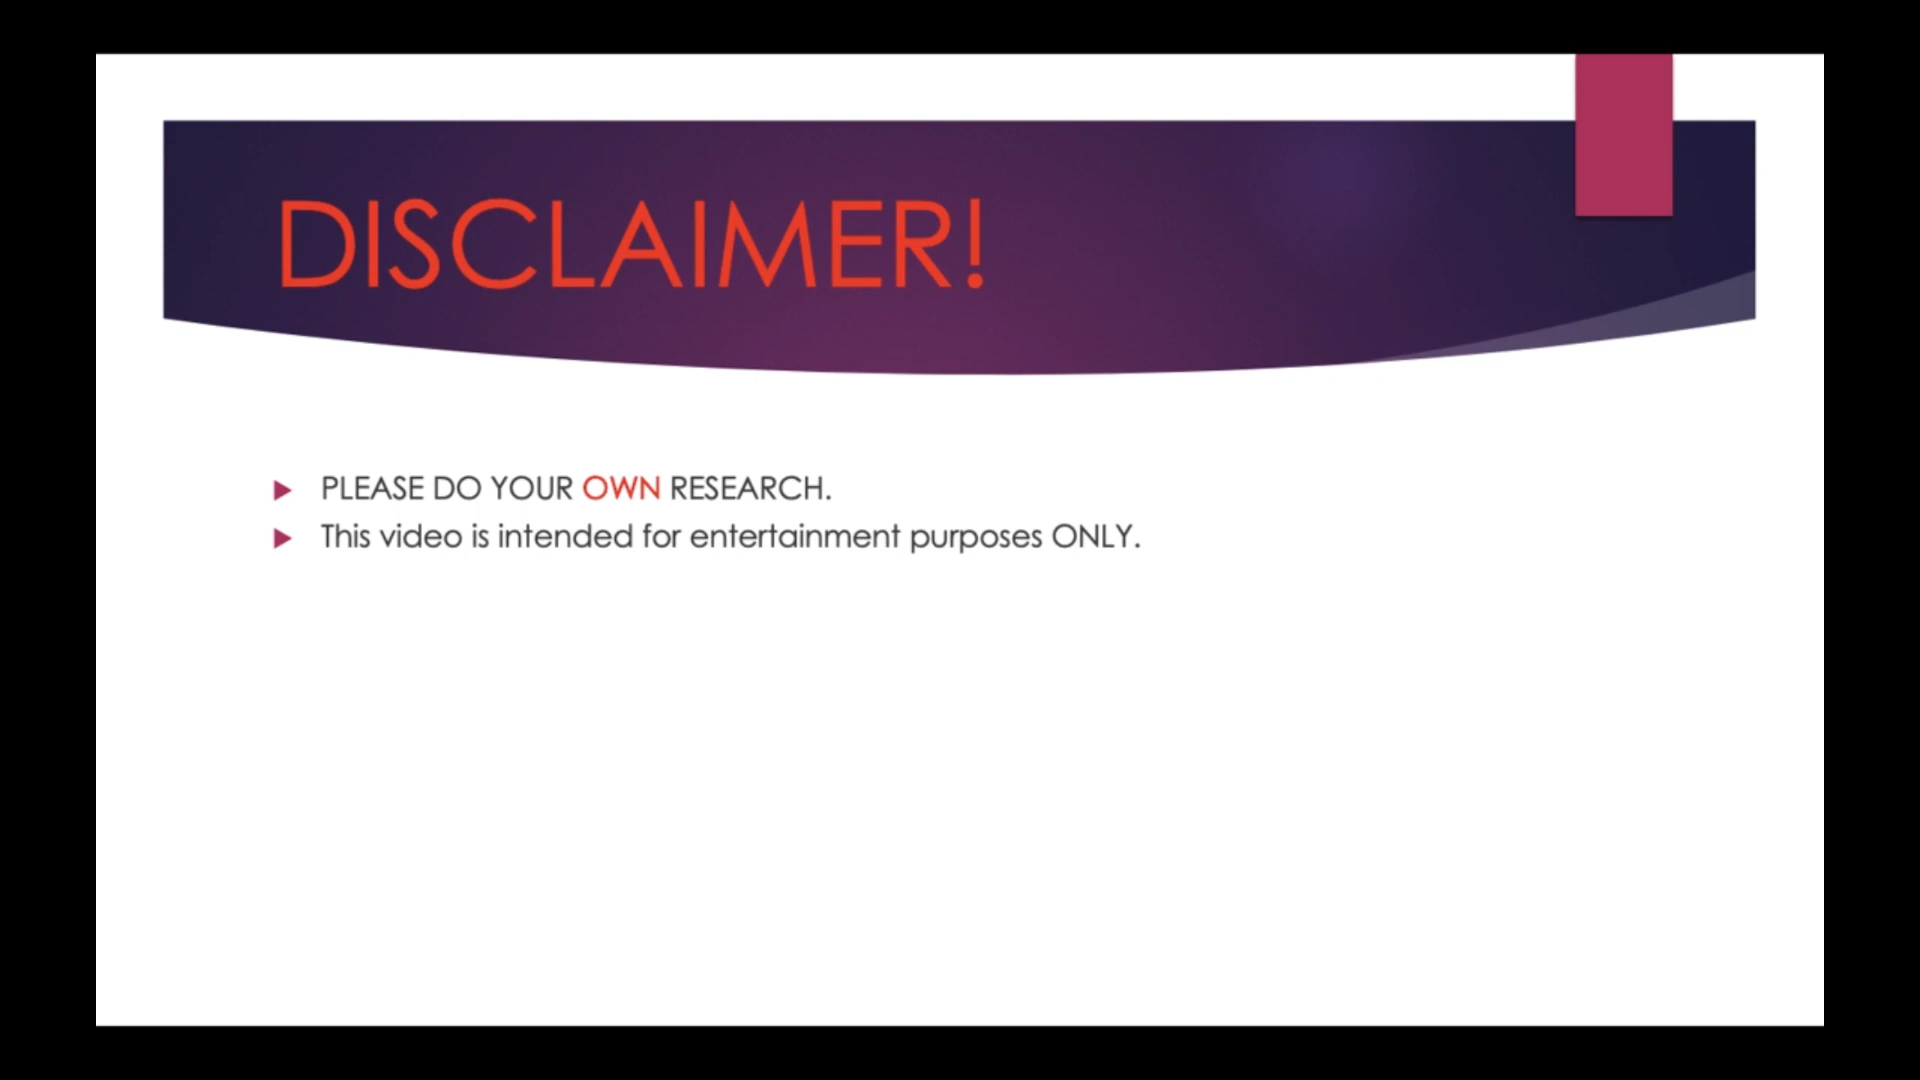 DISCLAIMER!
PLEASE DO YOUR OWN RESEARCH.
This video is intended for entertainment purposes ONLY.